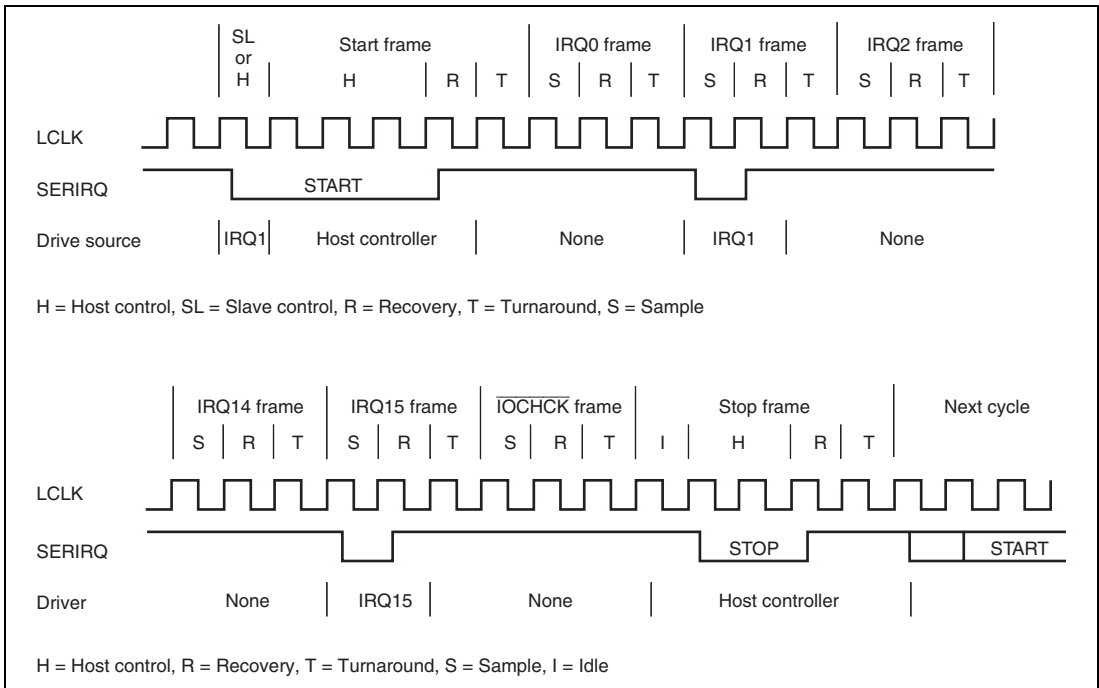 SL
or
H
Start frame
IRQ0 frame
IRQ1 frame
IRQ2 frame
H R T S R T S R T S R T
LCLK
SERIRQ
START
Drive source
IRQ1
Host controller
None
IRQ1
None
H = Host control, SL = Slave control, R = Recovery, T = Turnaround, S = Sample
IRQ14 frame
IRQ15 frame
IOCHCK frame
Stop frame
Next cycle
S R T S R T S R T I H R T
LCLK
SERIRQ
STOP
START
Driver
None
IRQ15
None
Host controller
H = Host control, R = Recovery, T = Turnaround, S = Sample, I = Idle